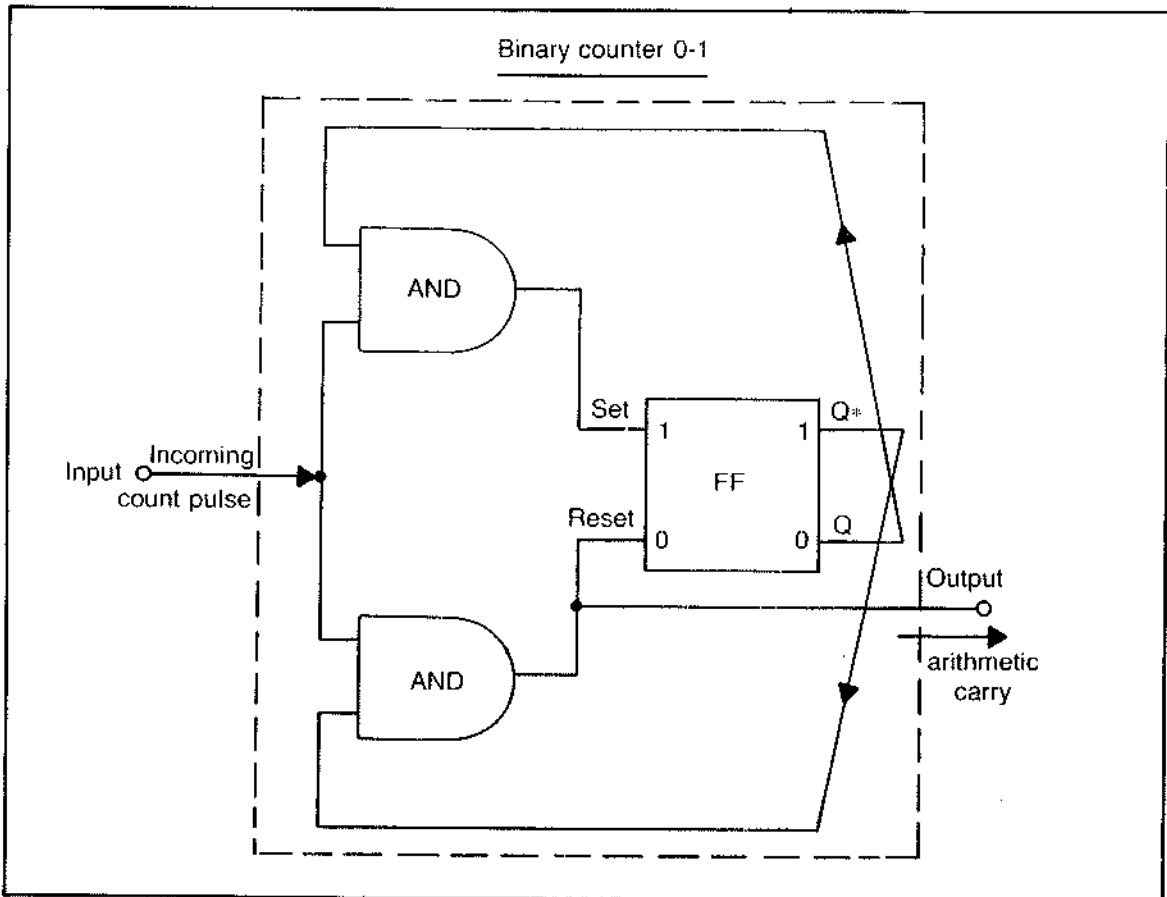 Binary counter 0-1
AND
Set
1
1
Q*
Input
Incoming
count pulse
FF
Reset
0
0
Q
Output
arithmetic
carry
AND